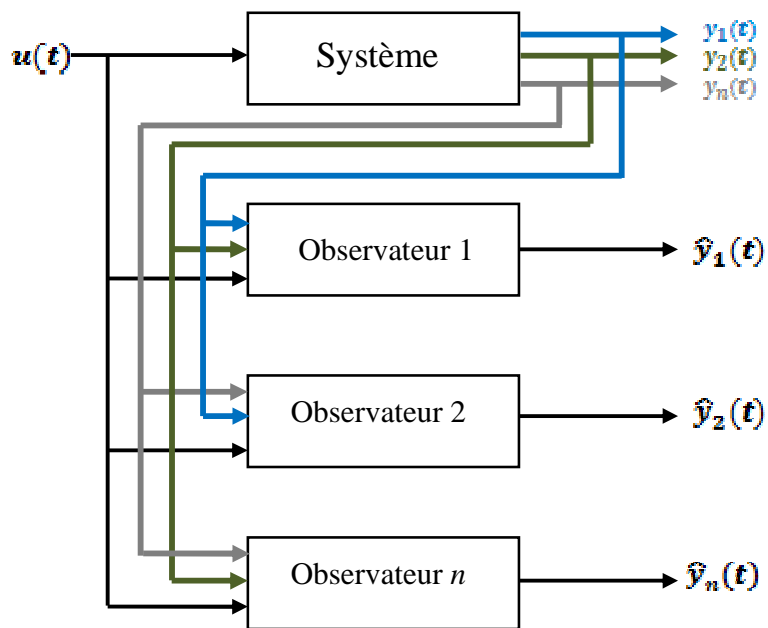 u(t)
Système
y₁(t)
y₂(t)
yₙ(t)
Observateur 1
ŷ₁(t)
Observateur 2
ŷ₂(t)
Observateur n
ŷₙ(t)